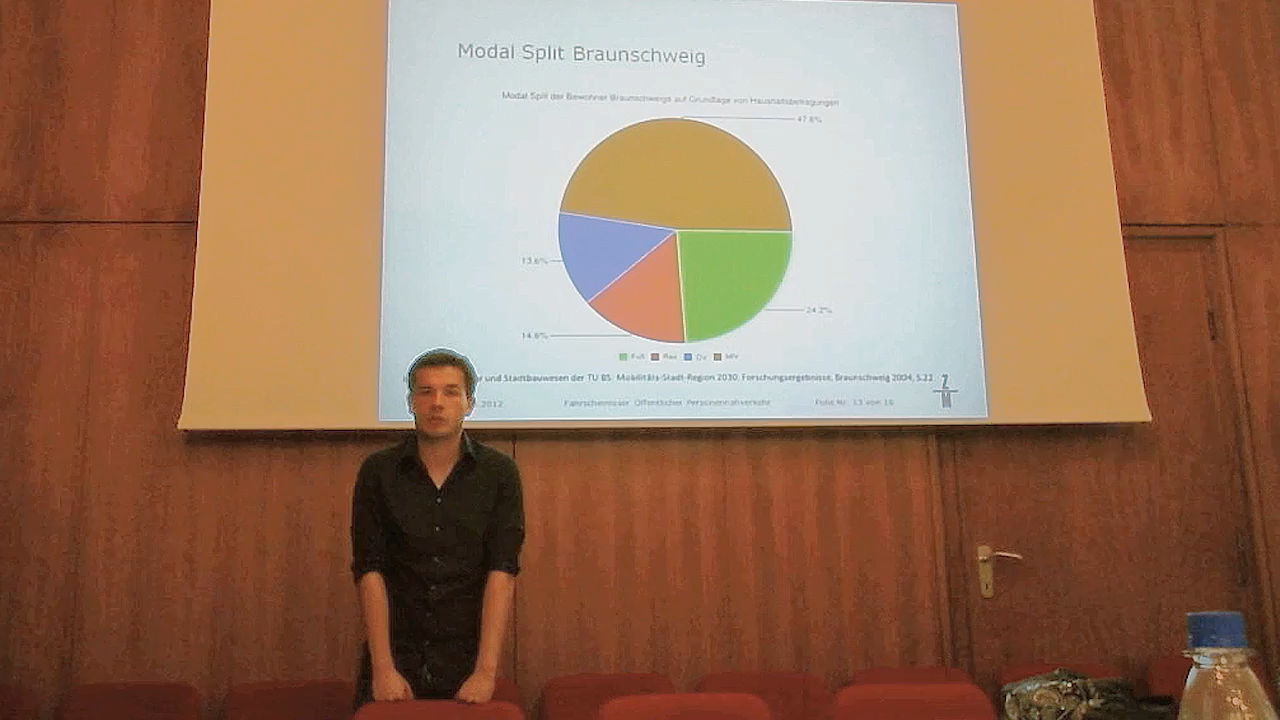 Modal Split Braunschweig
Modal Split der Bewohner Braunschweigs auf Grundlage von Haushaltsbefragungen
47.6%
13.6%
24.2%
14.6%
Fuß Rad ÖV MIV
r und Stadtbauwesen der TU BS: Mobilitäts-Stadt-Region 2030, Forschungsergebnisse, Braunschweig 2004, S.22
.2012 Fahrscheinloser Öffentlicher Personennahverkehr Folie Nr. 13 von 16
Z
M